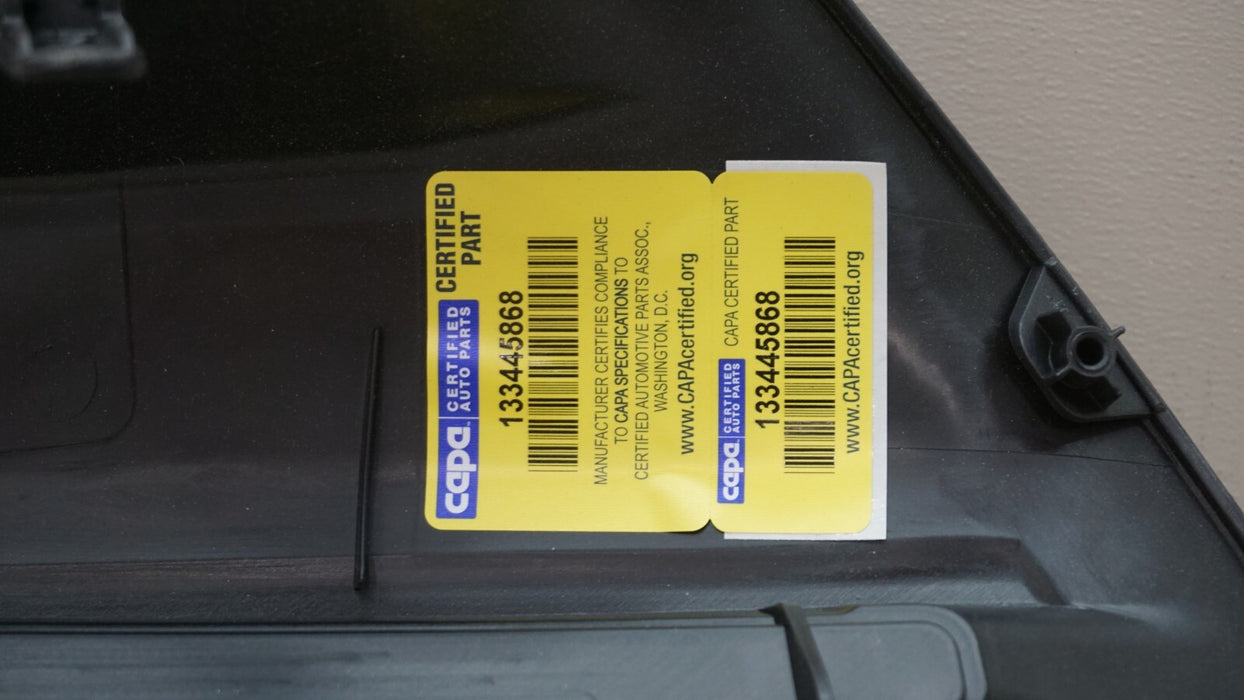 capa CERTIFIED AUTO PARTS CERTIFIED PART
133445868
MANUFACTURER CERTIFIES COMPLIANCE
TO CAPA SPECIFICATIONS TO
CERTIFIED AUTOMOTIVE PARTS ASSOC.,
WASHINGTON, D.C.
www.CAPAcertified.org
capa CERTIFIED AUTO PARTS CAPA CERTIFIED PART
133445868
www.CAPAcertified.org